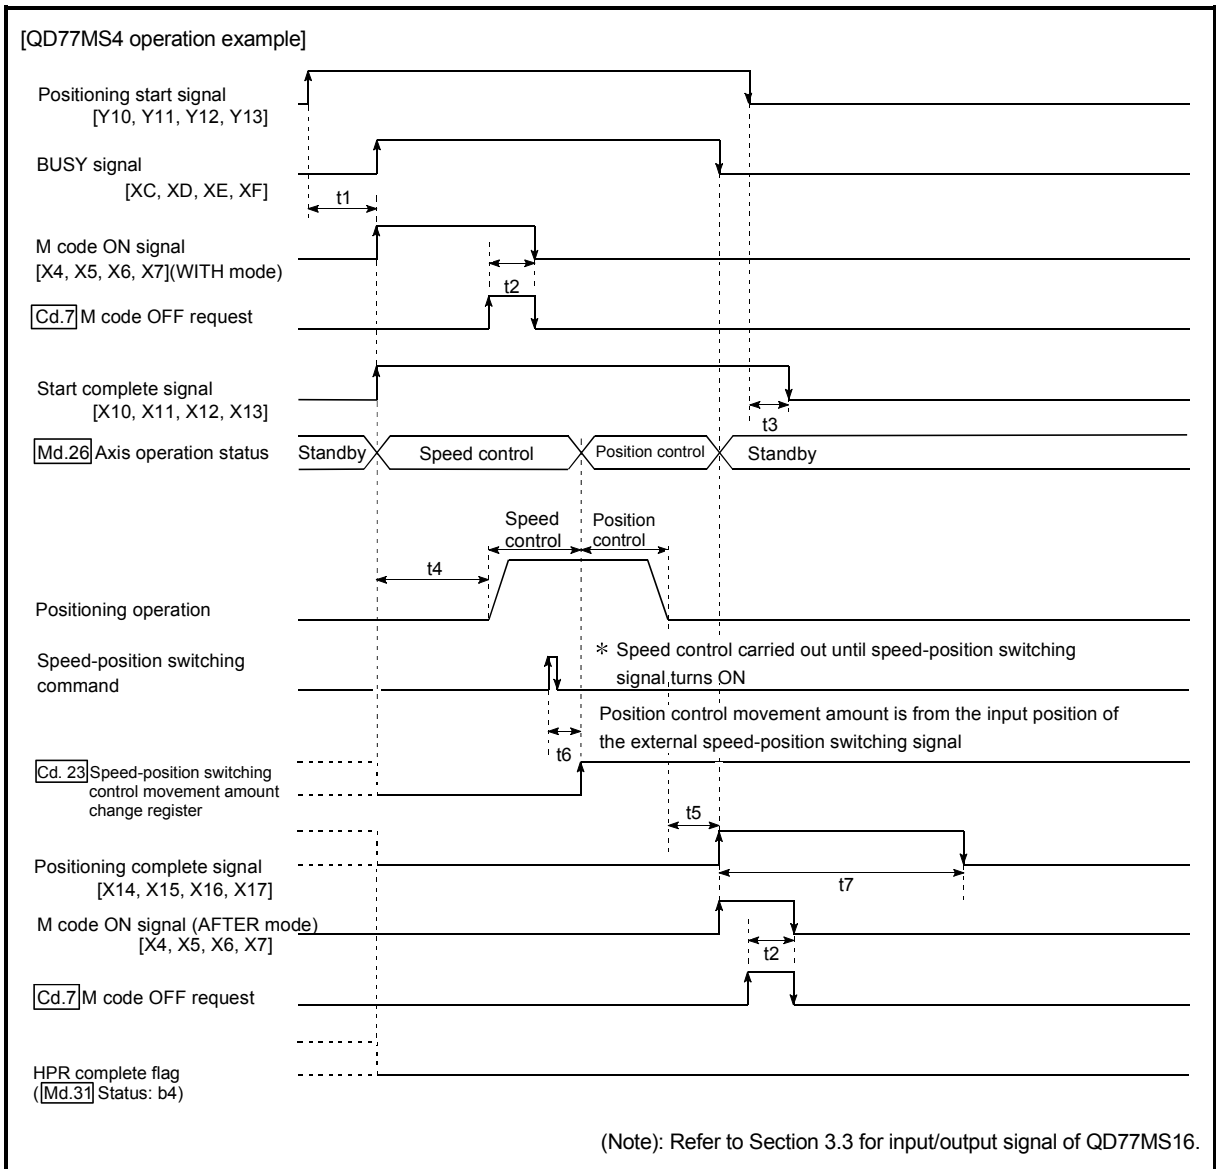 [QD77MS4 operation example]
Positioning start signal
[Y10, Y11, Y12, Y13]
BUSY signal
[XC, XD, XE, XF]
t1
M code ON signal
[X4, X5, X6, X7](WITH mode)
t2
Cd.7 M code OFF request
Start complete signal
[X10, X11, X12, X13]
t3
Md.26 Axis operation status
Standby
Speed control
Position control
Standby
Speed control
Position control
t4
Positioning operation
Speed-position switching
command
* Speed control carried out until speed-position switching
signal turns ON
Position control movement amount is from the input position of
the external speed-position switching signal
t6
Cd. 23 Speed-position switching
control movement amount
change register
t5
Positioning complete signal
[X14, X15, X16, X17]
t7
M code ON signal (AFTER mode)
[X4, X5, X6, X7]
t2
Cd.7 M code OFF request
HPR complete flag
(Md.31 Status: b4)
(Note): Refer to Section 3.3 for input/output signal of QD77MS16.